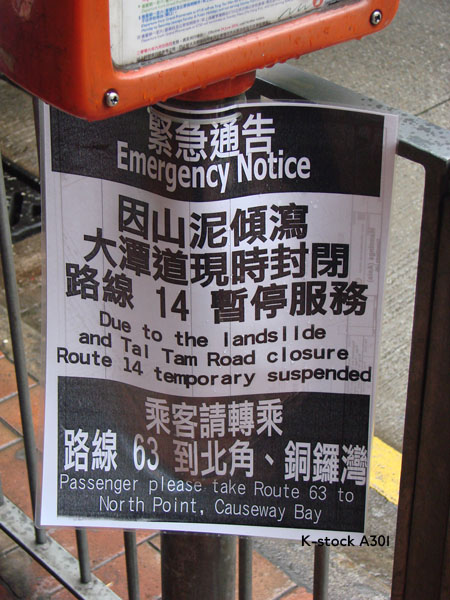 緊急通告
Emergency Notice
因山泥傾瀉
大潭道現時封閉
路線 14 暫停服務
Due to the landslide
and Tai Tam Road closure
Route 14 temporary suspended
乘客請轉乘
路線 63 到北角、銅鑼灣
Passenger please take Route 63 to
North Point, Causeway Bay
K-stock A301